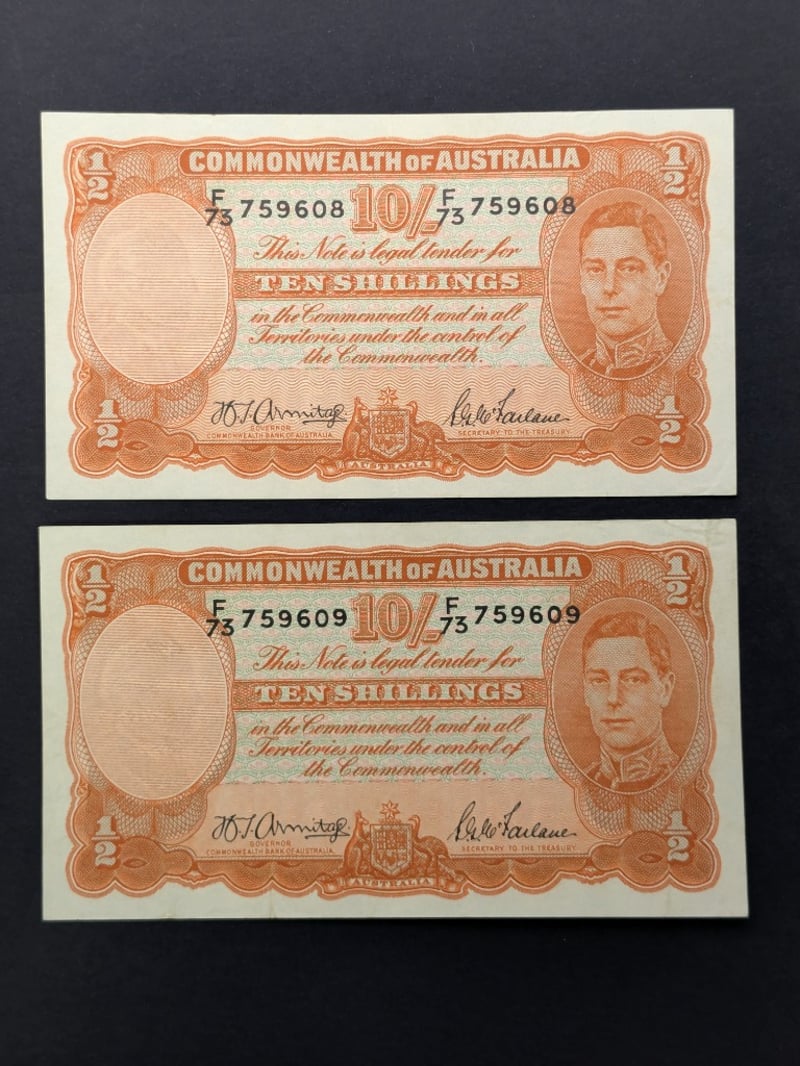 1/2 COMMONWEALTH OF AUSTRALIA 1/2
F/73 759608 10/- F/73 759608
This Note is legal tender for
TEN SHILLINGS
in the Commonwealth and in all
Territories under the control of
the Commonwealth.
1/2 H.T. Armitage R. McFarlane 1/2
GOVERNOR SECRETARY TO THE TREASURY
COMMONWEALTH BANK OF AUSTRALIA.
AUSTRALIA
1/2 COMMONWEALTH OF AUSTRALIA 1/2
F/73 759609 10/- F/73 759609
This Note is legal tender for
TEN SHILLINGS
in the Commonwealth and in all
Territories under the control of
the Commonwealth.
1/2 H.T. Armitage McFarlane 1/2
GOVERNOR SECRETARY TO THE TREASURY
COMMONWEALTH BANK OF AUSTRALIA.
AUSTRALIA